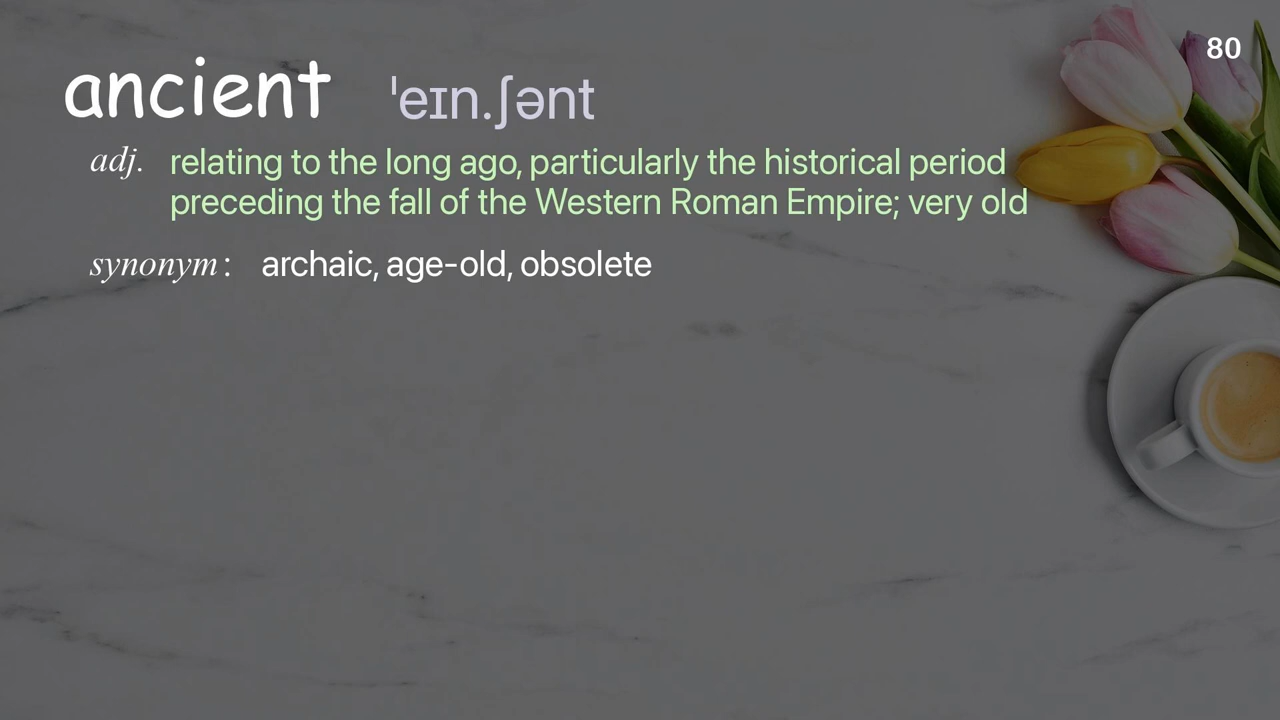 80
ancient ˈeɪn.ʃənt
adj. relating to the long ago, particularly the historical period
preceding the fall of the Western Roman Empire; very old
synonym : archaic, age-old, obsolete